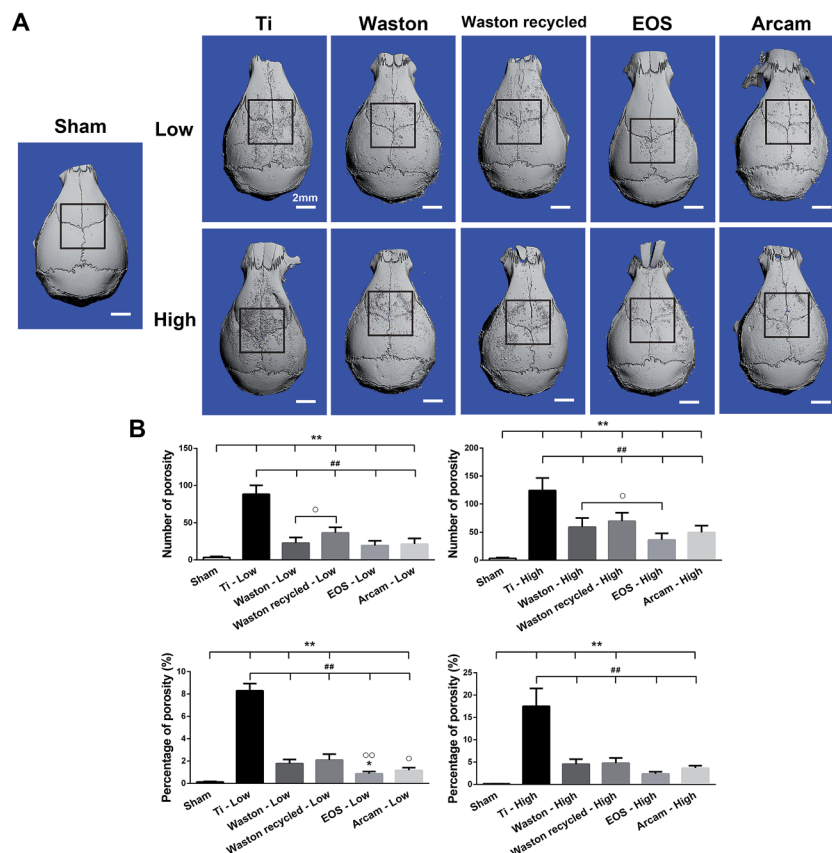 A
Ti
Waston
Waston recycled
EOS
Arcam
Sham
Low
2mm
High
B
Number of porosity
150
100
50
0
**
##
○
Sham
Ti - Low
Waston - Low
Waston recycled - Low
EOS - Low
Arcam - Low
Number of porosity
250
200
150
100
50
0
**
##
○
Sham
Ti - High
Waston - High
Waston recycled - High
EOS - High
Arcam - High
Percentage of porosity (%)
10
8
6
4
2
0
**
##
○○
*
○
Sham
Ti - Low
Waston - Low
Waston recycled - Low
EOS - Low
Arcam - Low
Percentage of porosity (%)
25
20
15
10
5
0
**
##
Sham
Ti - High
Waston - High
Waston recycled - High
EOS - High
Arcam - High